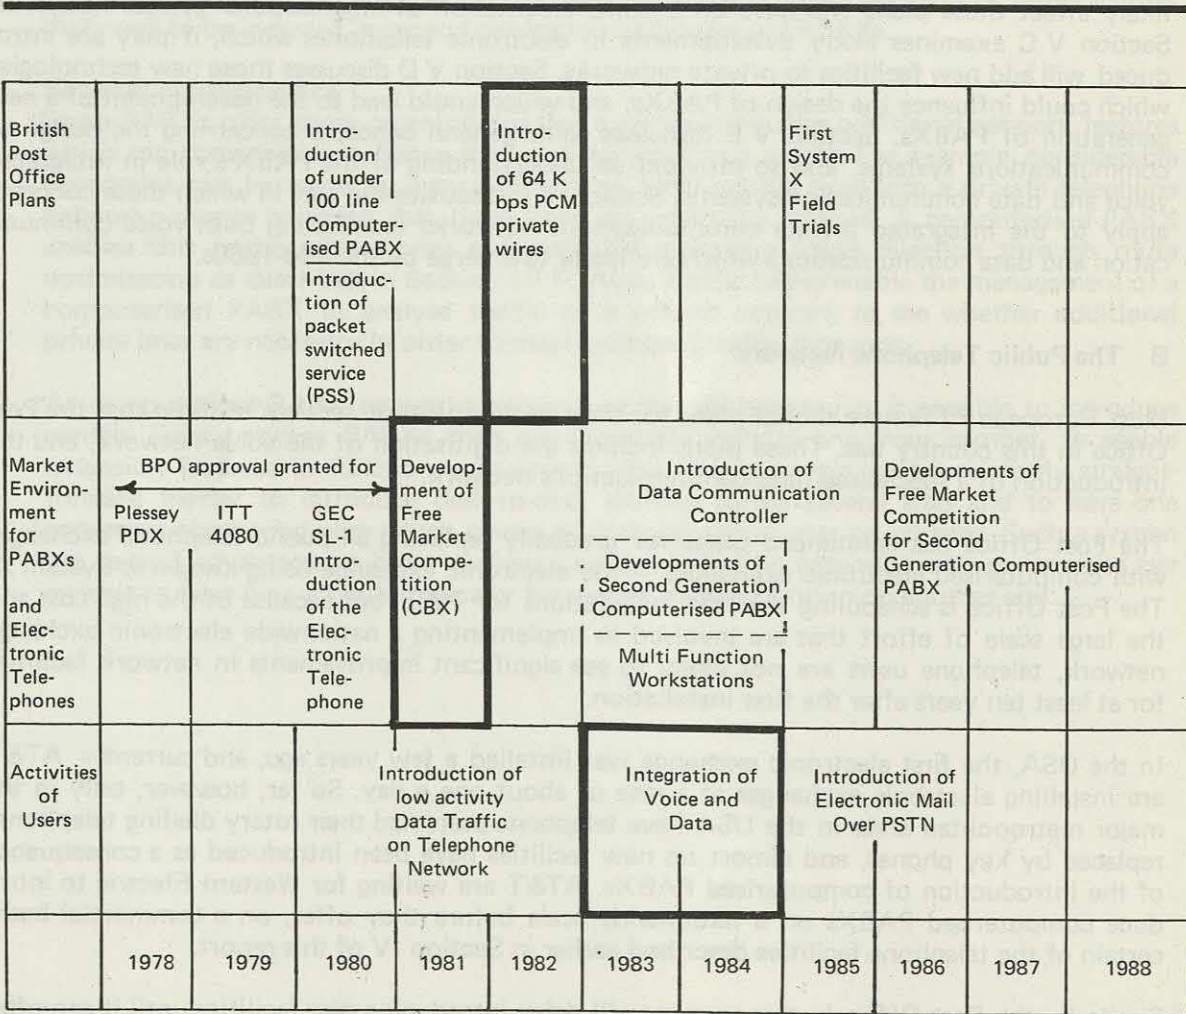 British
Post
Office
Plans
Intro-
duction
of under
100 line
Computer-
ised PABX
Introduc-
tion of
packet
switched
service
(PSS)
Intro-
duction
of 64 K
bps PCM
private
wires
First
System
X
Field
Trials
Market
Environ-
ment
for
PABXs
and
Elec-
tronic
Tele-
phones
BPO approval granted for
Plessey
PDX
ITT
4080
GEC
SL-1
Intro-
duction
of the
Elec-
tronic
Tele-
phone
Develop-
ment of
Free
Market
Compe-
tition
(CBX)
Introduction of
Data Communication
Controller
Developments of
Second Generation
Computerised PABX
Multi Function
Workstations
Developments of
Free Market
Competition
for Second
Generation Computerised
PABX
Activities
of
Users
Introduction of
low activity
Data Traffic
on Telephone
Network
Integration of
Voice and
Data
Introduction of
Electronic Mail
Over PSTN
1978 1979 1980 1981 1982 1983 1984 1985 1986 1987 1988